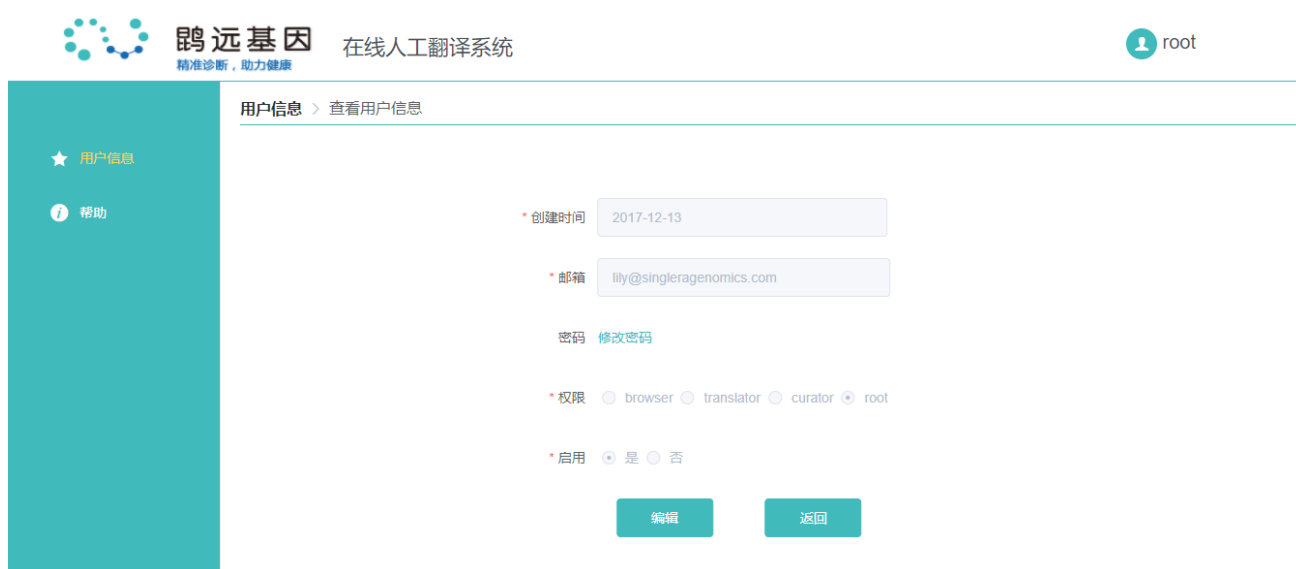 鹍远基因 在线人工翻译系统 root
精准诊断，助力健康
用户信息 > 查看用户信息
用户信息
帮助
* 创建时间 2017-12-13
* 邮箱 lily@singleragenomics.com
密码 修改密码
* 权限 browser translator curator root
* 启用 是 否
编辑 返回